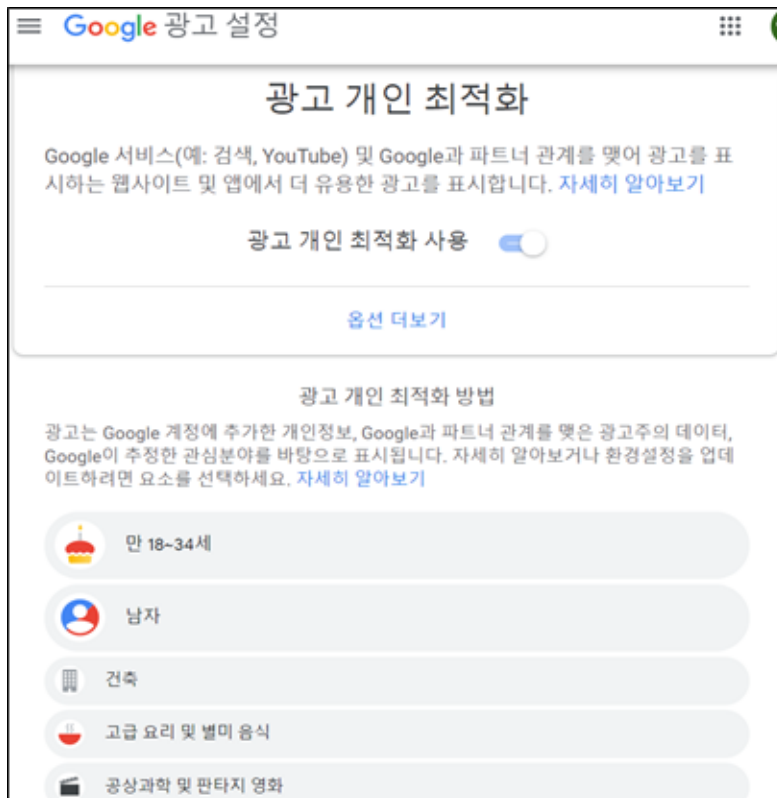 Google 광고 설정
광고 개인 최적화
Google 서비스(예: 검색, YouTube) 및 Google과 파트너 관계를 맺어 광고를 표
시하는 웹사이트 및 앱에서 더 유용한 광고를 표시합니다. 자세히 알아보기
광고 개인 최적화 사용
옵션 더보기
광고 개인 최적화 방법
광고는 Google 계정에 추가한 개인정보, Google과 파트너 관계를 맺은 광고주의 데이터,
Google이 추정한 관심분야를 바탕으로 표시됩니다. 자세히 알아보거나 환경설정을 업데
이트하려면 요소를 선택하세요. 자세히 알아보기
만 18~34세
남자
건축
고급 요리 및 별미 음식
공상과학 및 판타지 영화